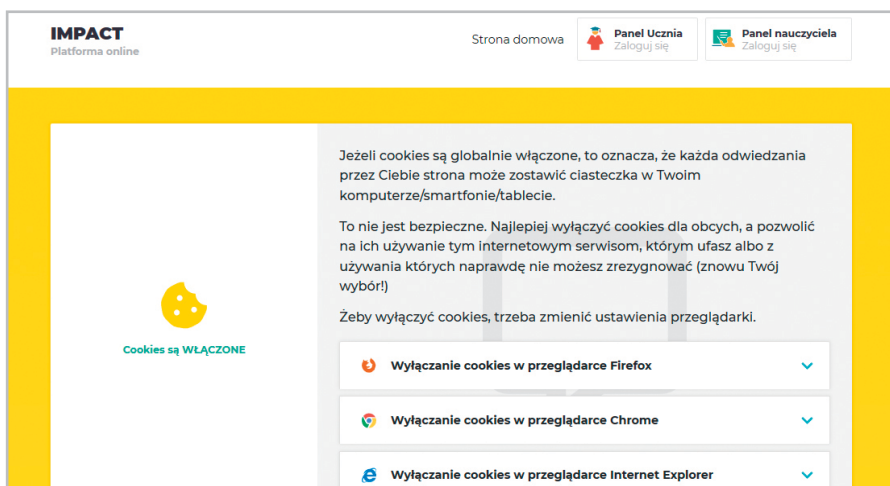 IMPACT
Platforma online
Strona domowa
Panel Ucznia
Zaloguj się
Panel nauczyciela
Zaloguj się
Jeżeli cookies są globalnie włączone, to oznacza, że każda odwiedzania
przez Ciebie strona może zostawić ciasteczka w Twoim
komputerze/smartfonie/tablecie.
To nie jest bezpieczne. Najlepiej wyłączyć cookies dla obcych, a pozwolić
na ich używanie tym internetowym serwisom, którym ufasz albo z
używania których naprawdę nie możesz zrezygnować (znowu Twój
wybór!)
Żeby wyłączyć cookies, trzeba zmienić ustawienia przeglądarki.
Cookies są WŁĄCZONE
Wyłączanie cookies w przeglądarce Firefox
Wyłączanie cookies w przeglądarce Chrome
Wyłączanie cookies w przeglądarce Internet Explorer